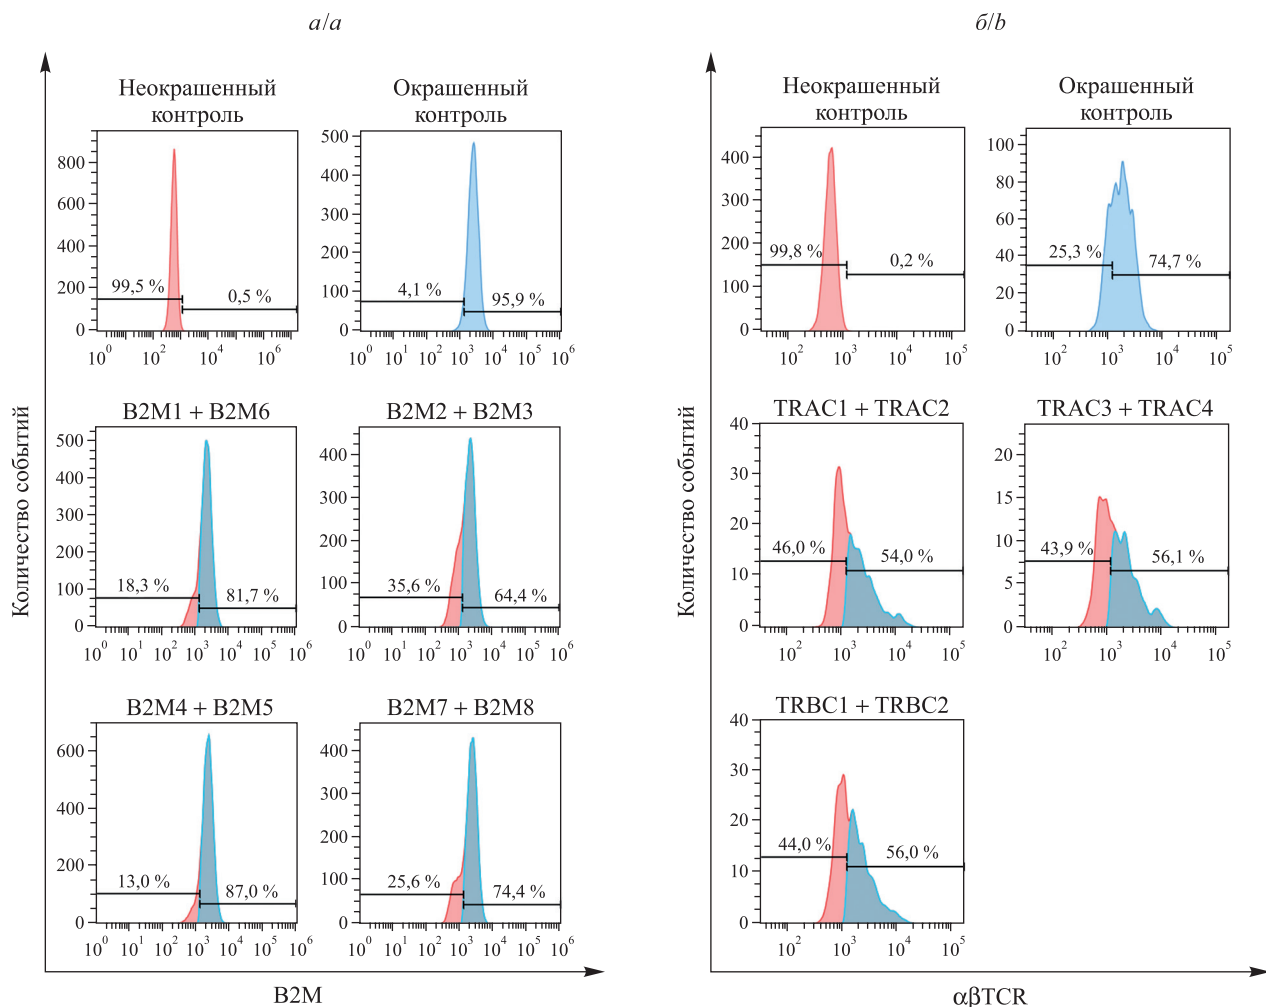 а/a
б/b
Неокрашенный
контроль
Окрашенный
контроль
Неокрашенный
контроль
Окрашенный
контроль
800
600
400
200
0
99,5 %
0,5 %
10⁰ 10² 10⁴ 10⁶
500
400
300
200
100
0
4,1 %
95,9 %
10⁰ 10¹ 10² 10³ 10⁴ 10⁵ 10⁶
400
300
200
100
0
99,8 %
0,2 %
10² 10³ 10⁴ 10⁵
100
80
60
40
20
0
25,3 %
74,7 %
10² 10³ 10⁴ 10⁵
Количество событий
B2M1 + B2M6
500
400
300
200
100
0
18,3 %
81,7 %
10⁰ 10¹ 10² 10³ 10⁴ 10⁵ 10⁶
B2M2 + B2M3
400
300
200
100
0
35,6 %
64,4 %
10⁰ 10¹ 10² 10³ 10⁴ 10⁵ 10⁶
Количество событий
TRAC1 + TRAC2
40
30
20
10
0
46,0 %
54,0 %
10² 10³ 10⁴ 10⁵
TRAC3 + TRAC4
20
15
10
5
0
43,9 %
56,1 %
10² 10³ 10⁴ 10⁵
B2M4 + B2M5
600
400
200
0
13,0 %
87,0 %
10⁰ 10¹ 10² 10³ 10⁴ 10⁵ 10⁶
B2M7 + B2M8
400
300
200
100
0
25,6 %
74,4 %
10⁰ 10¹ 10² 10³ 10⁴ 10⁵ 10⁶
TRBC1 + TRBC2
40
30
20
10
0
44,0 %
56,0 %
10² 10³ 10⁴ 10⁵
B2M
αβTCR